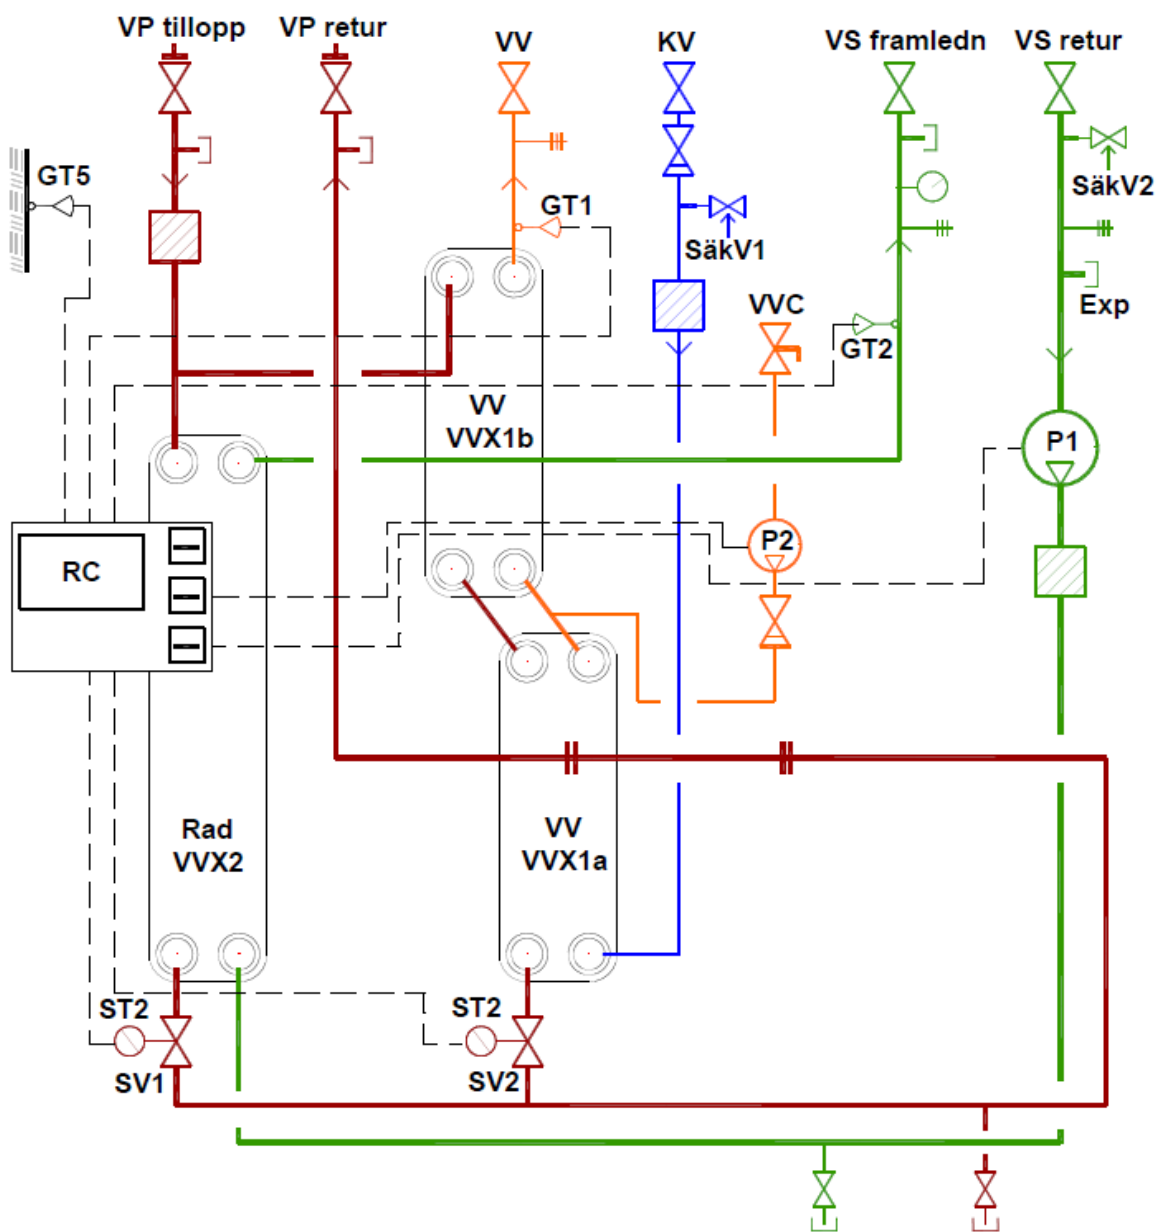 VP tillopp
VP retur
VV
KV
VS framledn
VS retur
GT5
GT1
SäkV1
SäkV2
Exp
VVC
GT2
VV
VVX1b
P1
P2
RC
Rad
VVX2
VV
VVX1a
ST2
SV1
ST2
SV2